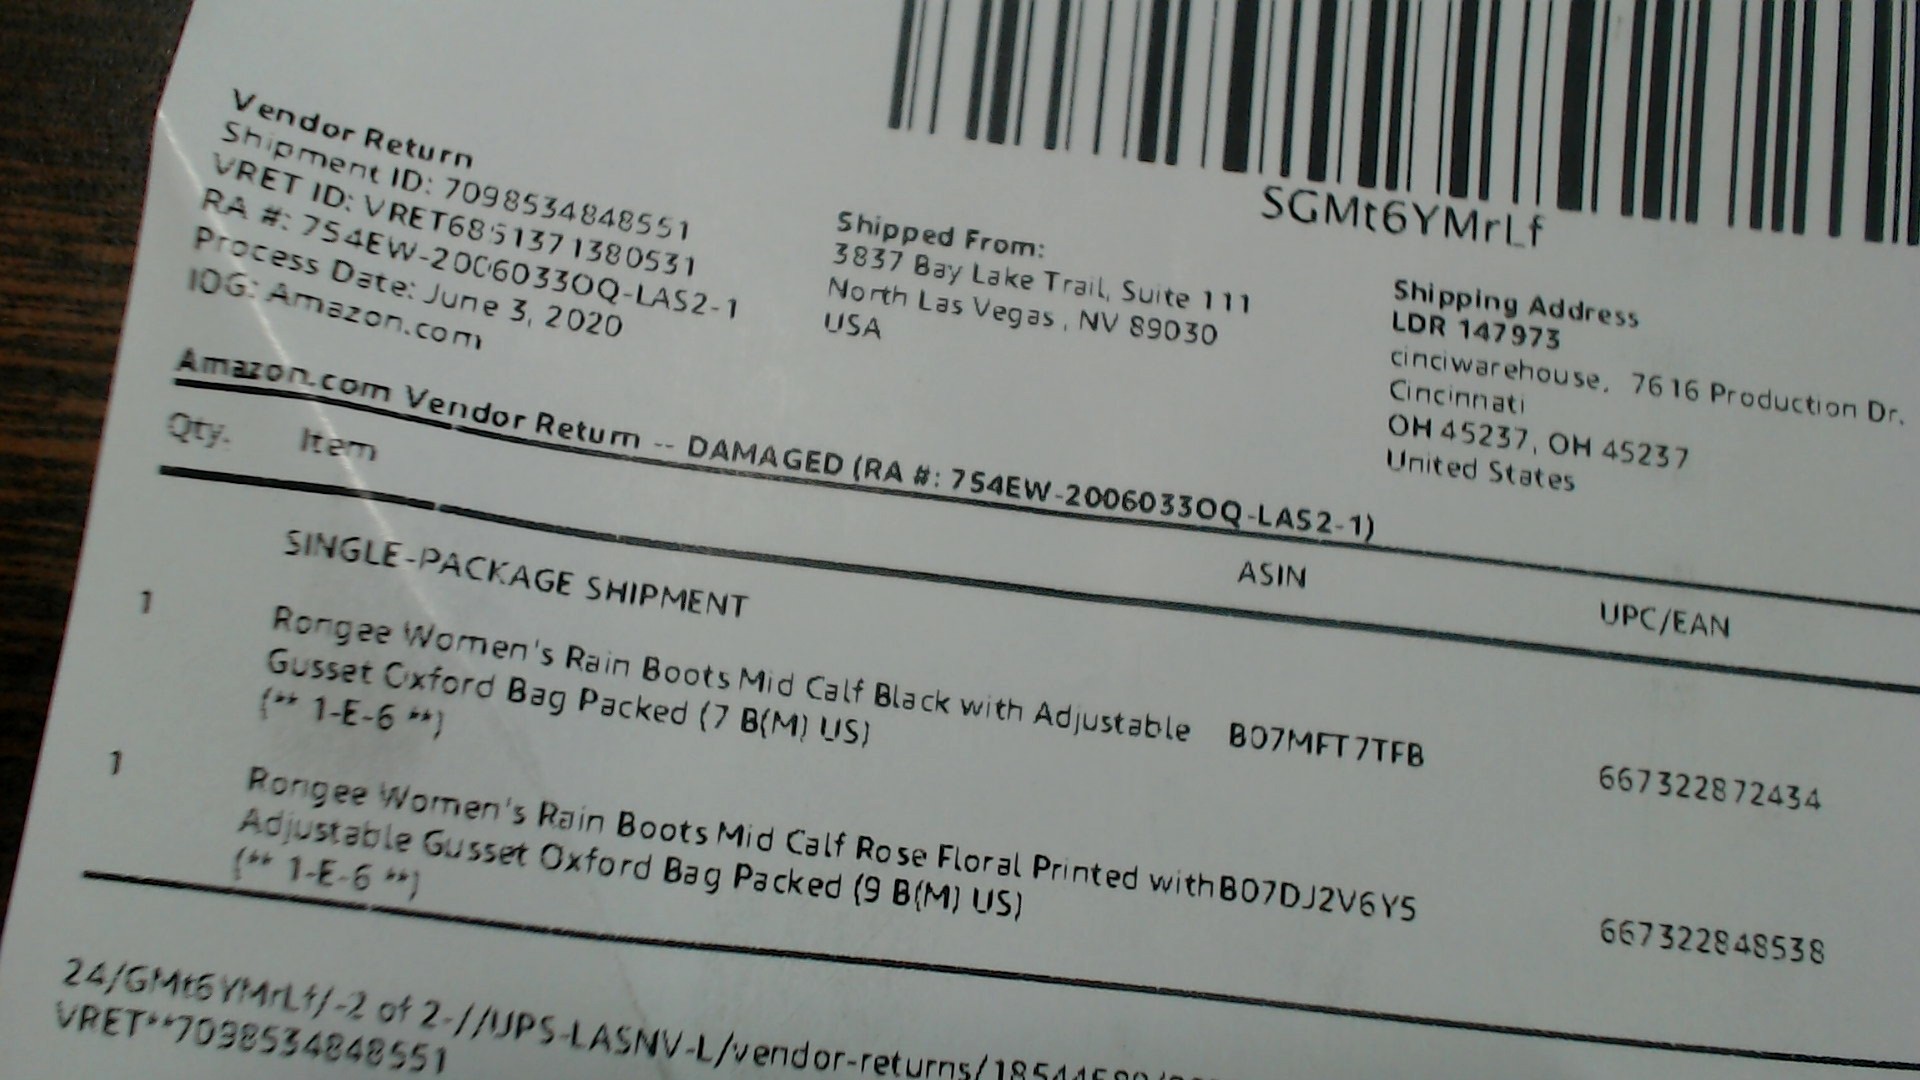 SGMt6YMrLf
Vendor Return
Shipment ID: 7098534848551
VRET ID: VRET6851371380531
RA #: 754EW-2006033OQ-LAS2-1
Process Date: June 3, 2020
IOG: Amazon.com
Shipped From:
3837 Bay Lake Trail, Suite 111
North Las Vegas, NV 89030
USA
Shipping Address
LDR 147973
cinciwarehouse, 7616 Production Dr.
Cincinnati
OH 45237, OH 45237
United States
Amazon.com Vendor Return -- DAMAGED (RA #: 754EW-2006033OQ-LAS2-1)
Qty. Item ASIN UPC/EAN
SINGLE-PACKAGE SHIPMENT
1 Rongee Women's Rain Boots Mid Calf Black with Adjustable B07MFT7TFB 667322872434
Gusset Oxford Bag Packed (7 B(M) US)
(** 1-E-6 **)
1 Rongee Women's Rain Boots Mid Calf Rose Floral Printed with B07DJ2V6Y5 667322848538
Adjustable Gusset Oxford Bag Packed (9 B(M) US)
(** 1-E-6 **)
24/GMt6YMrLf/-2 of 2-//UPS-LASNV-L/vendor-returns/
VRET**7098534848551